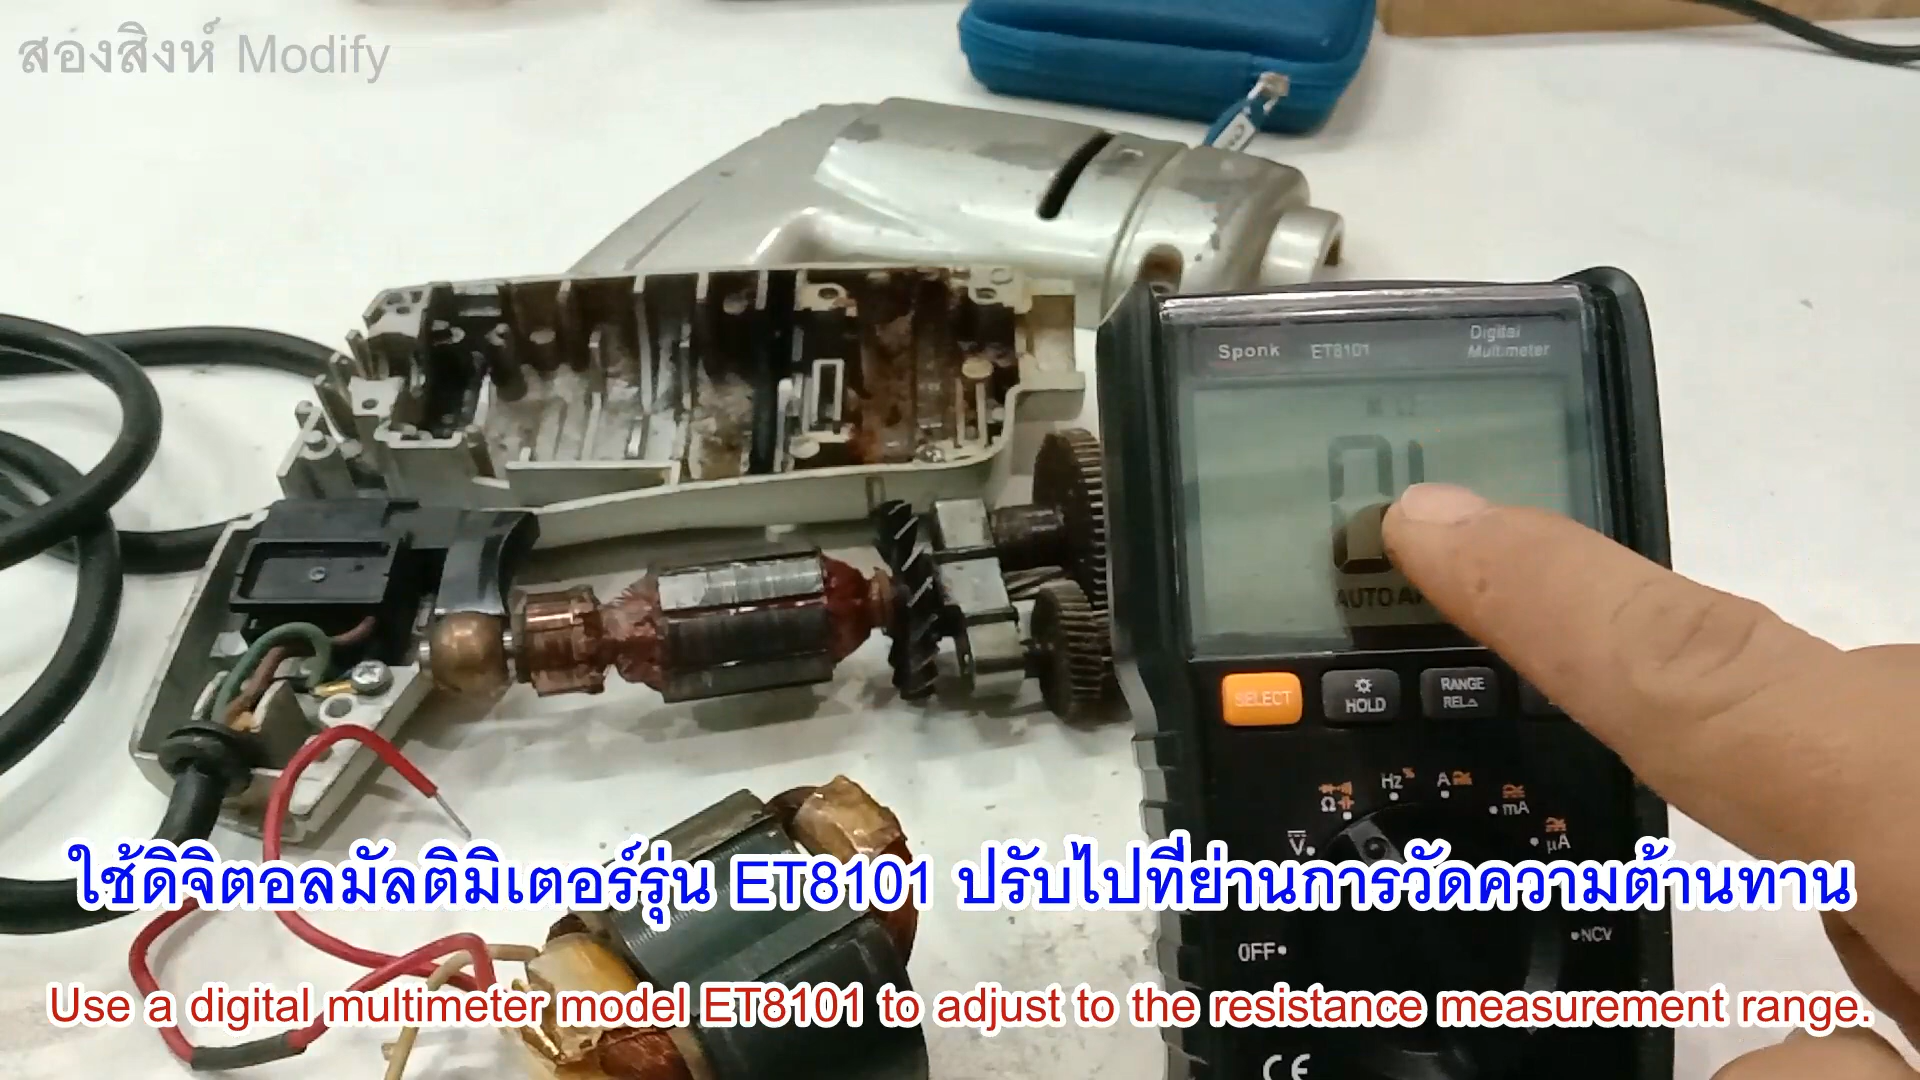 สองสิงห์ Modify
Sponk ET8101 Digital
Multimeter
AUTO
SELECT
HOLD
RANGE
REL△
Hz%
A
Ω
mA
V
µA
OFF
NCV
CE
ใช้ดิจิตอลมัลติมิเตอร์รุ่น ET8101 ปรับไปที่ย่านการวัดความต้านทาน
Use a digital multimeter model ET8101 to adjust to the resistance measurement range.